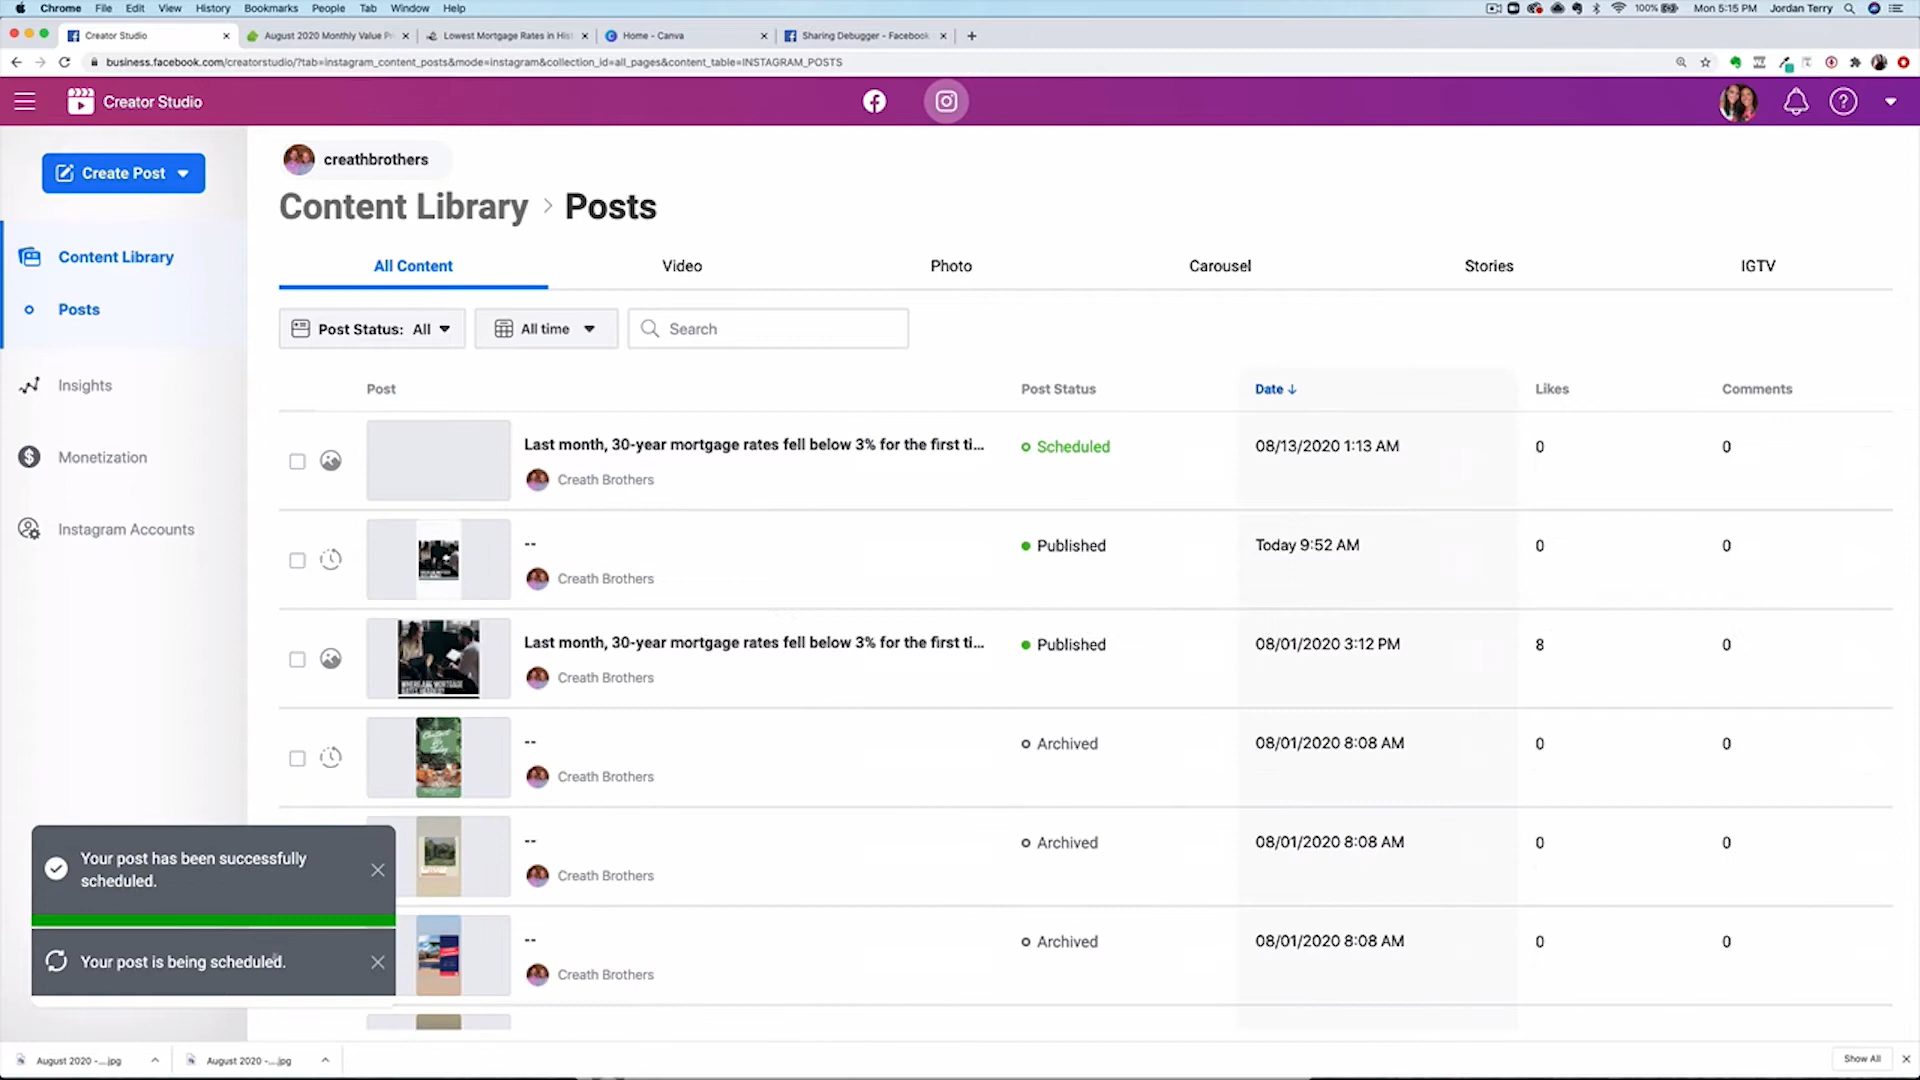 Chrome File Edit View History Bookmarks People Tab Window Help
100% Mon 5:15 PM Jordan Terry
Creator Studio
August 2020 Monthly Value Pr
Lowest Mortgage Rates in Hist
Home - Canva
Sharing Debugger - Facebook
business.facebook.com/creatorstudio/?tab=instagram_content_posts&mode=instagram&collection_id=all_pages&content_table=INSTAGRAM_POSTS
Creator Studio
Create Post
Content Library
Posts
Insights
Monetization
Instagram Accounts
creathbrothers
Content Library > Posts
All Content Video Photo Carousel Stories IGTV
Post Status: All All time Search
Post Post Status Date ↓ Likes Comments
Last month, 30-year mortgage rates fell below 3% for the first ti... Scheduled 08/13/2020 1:13 AM 0 0
Creath Brothers
-- Published Today 9:52 AM 0 0
Creath Brothers
Last month, 30-year mortgage rates fell below 3% for the first ti... Published 08/01/2020 3:12 PM 8 0
Creath Brothers
-- Archived 08/01/2020 8:08 AM 0 0
Creath Brothers
-- Archived 08/01/2020 8:08 AM 0 0
Creath Brothers
-- Archived 08/01/2020 8:08 AM 0 0
Creath Brothers
WHERE ARE MORTGAGE
RATES HEADED?
Your post has been successfully
scheduled.
Your post is being scheduled.
August 2020 -....jpg
August 2020 -....jpg
Show All